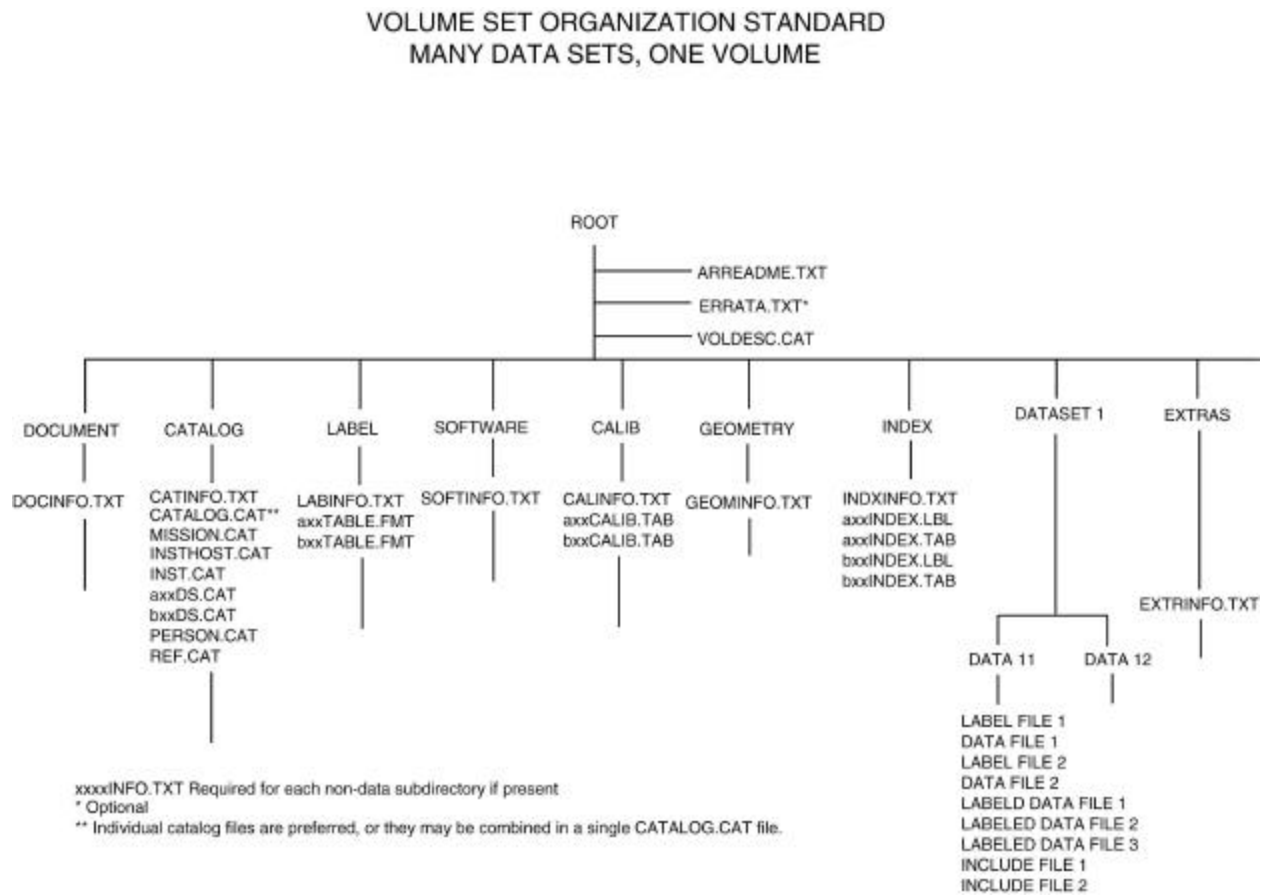 VOLUME SET ORGANIZATION STANDARD
MANY DATA SETS, ONE VOLUME
ROOT
ARREADME.TXT
ERRATA.TXT*
VOLDESC.CAT
DOCUMENT
DOCINFO.TXT
CATALOG
CATINFO.TXT
CATALOG.CAT**
MISSION.CAT
INSTHOST.CAT
INST.CAT
axxDS.CAT
bxxDS.CAT
PERSON.CAT
REF.CAT
LABEL
LABINFO.TXT
axxTABLE.FMT
bxxTABLE.FMT
SOFTWARE
SOFTINFO.TXT
CALIB
CALINFO.TXT
axxCALIB.TAB
bxxCALIB.TAB
GEOMETRY
GEOMINFO.TXT
INDEX
INDXINFO.TXT
axxINDEX.LBL
axxINDEX.TAB
bxxINDEX.LBL
bxxINDEX.TAB
DATASET 1
DATA 11
LABEL FILE 1
DATA FILE 1
LABEL FILE 2
DATA FILE 2
LABELD DATA FILE 1
LABELED DATA FILE 2
LABELED DATA FILE 3
INCLUDE FILE 1
INCLUDE FILE 2
DATA 12
EXTRAS
EXTRINFO.TXT
xxxxINFO.TXT Required for each non-data subdirectory if present
* Optional
** Individual catalog files are preferred, or they may be combined in a single CATALOG.CAT file.